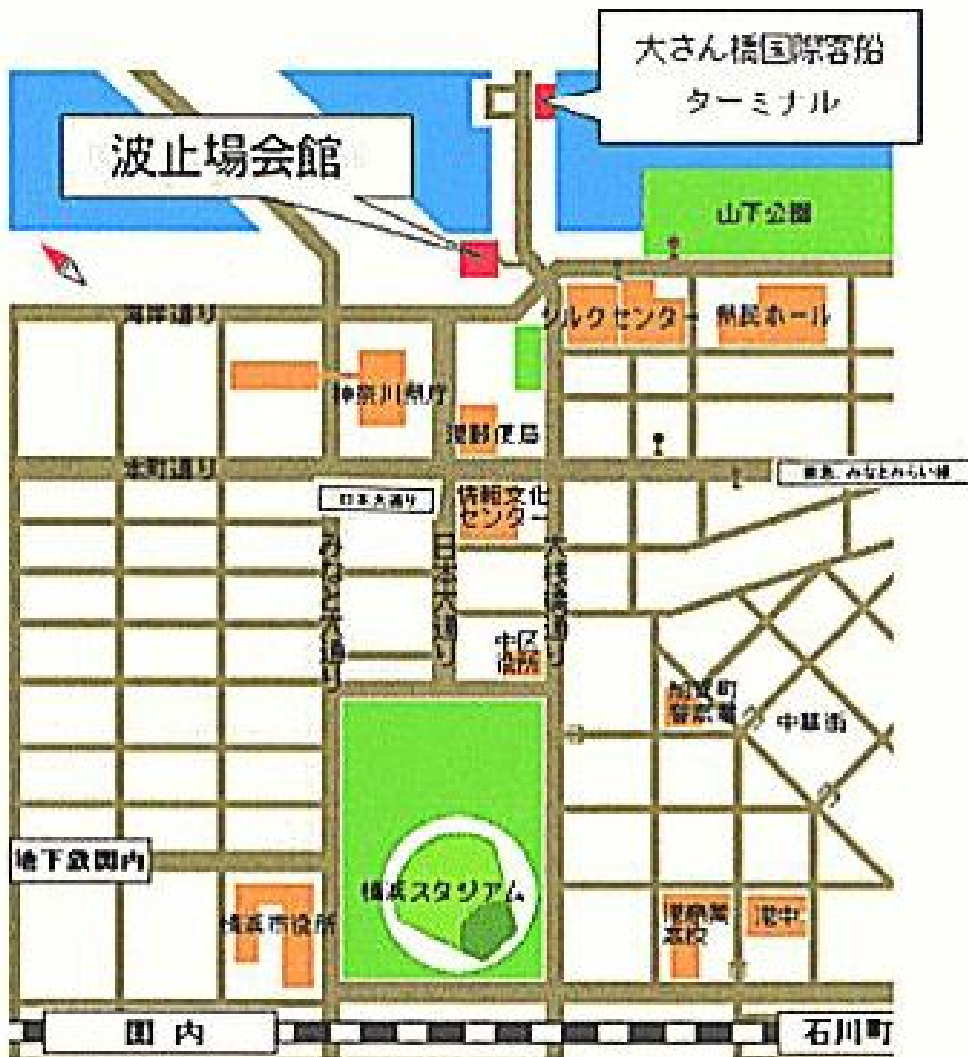 大さん橋国際客船
ターミナル
波止場会館
山下公園
海岸通り
シルクセンター
県民ホール
神奈川県庁
港郵便局
本町通り
日本大通り
情報文化
センター
みなと大通り
日本大通り
大桟橋通り
中区
役所
加賀町
警察署
中華街
地下鉄関内
横浜スタジアム
横浜市役所
高校
港中
関内
石川町